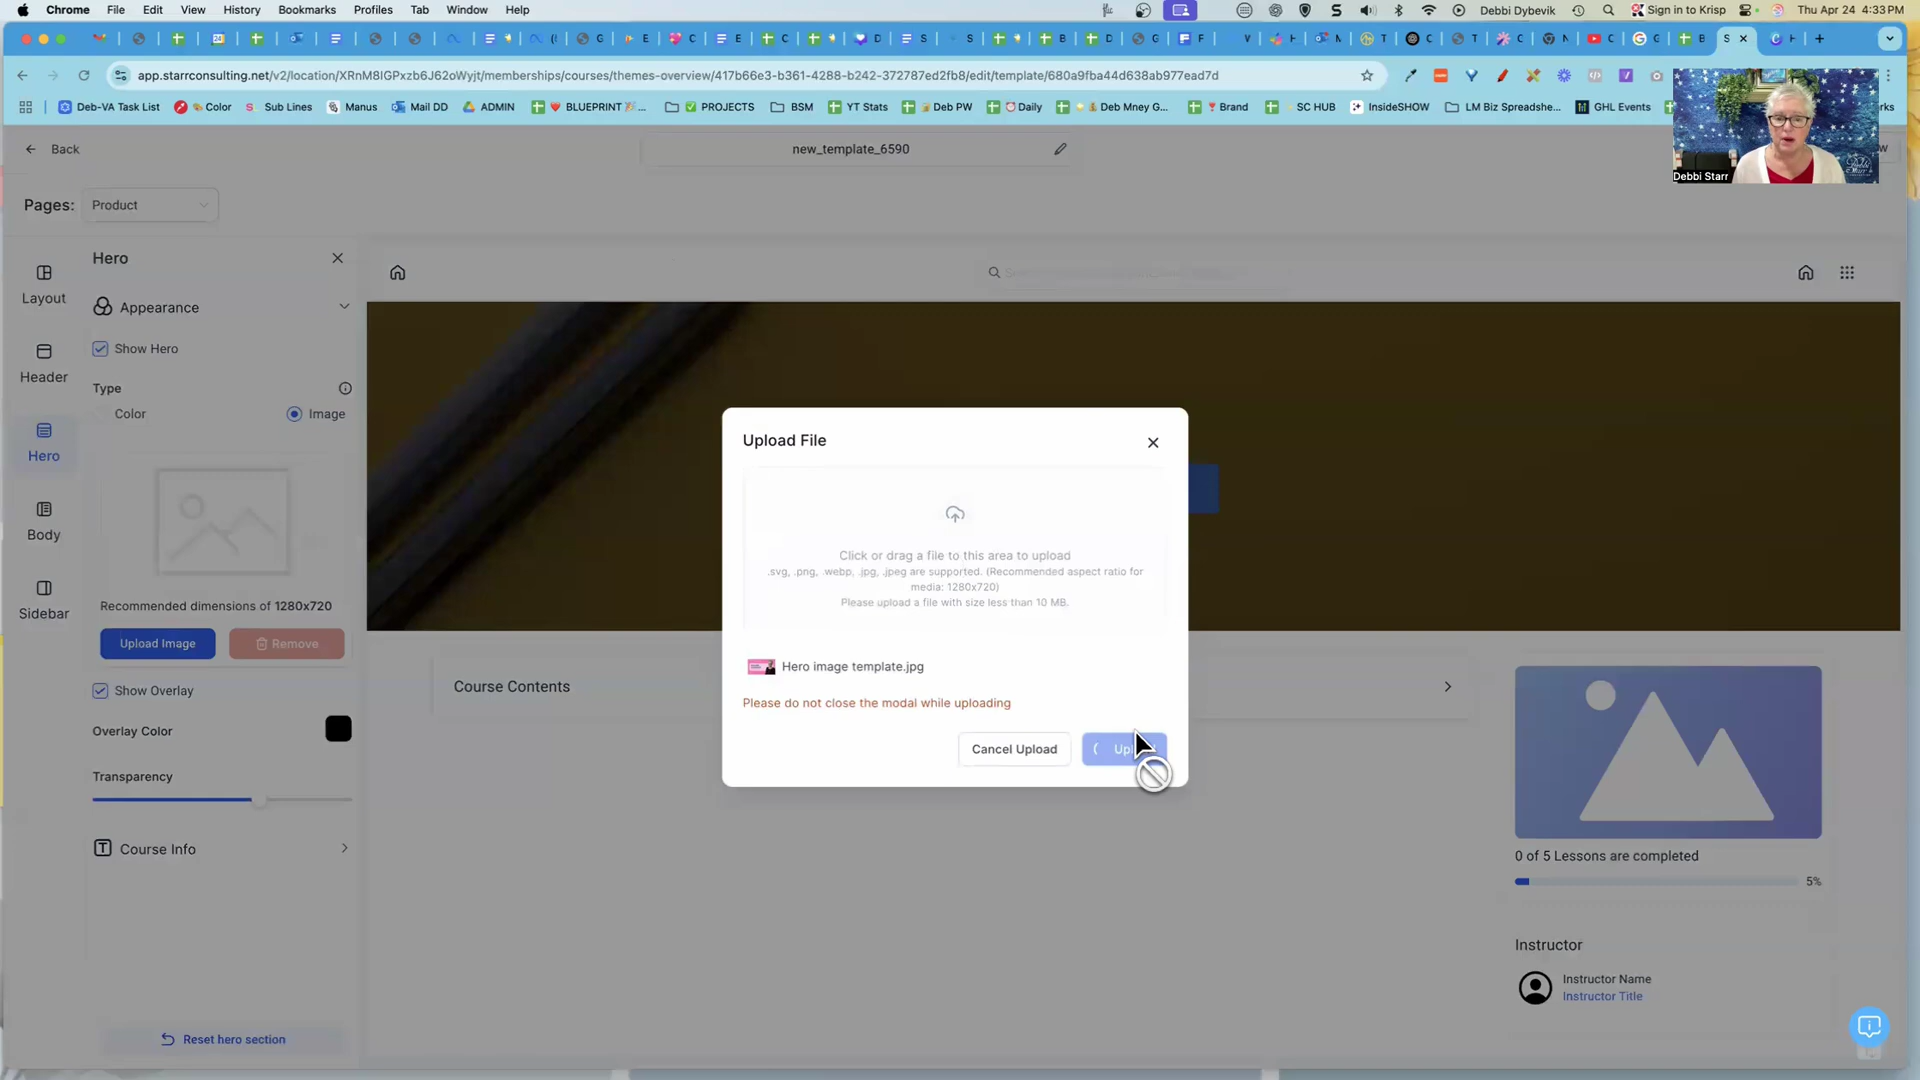 Chrome File Edit View History Bookmarks Profiles Tab Window Help
Debbi Dybevik Sign in to Krisp Thu Apr 24 4:33 PM
app.starrconsulting.net/v2/location/XRnM8IGPxzb6J62oWyjt/memberships/courses/themes-overview/417b66e3-b361-4288-b242-372787ed2fb8/edit/template/680a9fba44d638ab977ead7d
Deb-VA Task List Color Sub Lines Manus Mail DD ADMIN BLUEPRINT ... PROJECTS BSM YT Stats Deb PW Daily Deb Mney G... Brand SC HUB InsideSHOW LM Biz Spreadshe... GHL Events
Debbi Starr
Back
new_template_6590
Pages: Product
Layout
Header
Hero
Body
Sidebar
Hero
Appearance
Show Hero
Type
Color Image
Recommended dimensions of 1280x720
Upload Image Remove
Show Overlay
Overlay Color
Transparency
Course Info
Reset hero section
Upload File
Click or drag a file to this area to upload
.svg, .png, .webp, .jpg, .jpeg are supported. (Recommended aspect ratio for
media: 1280x720)
Please upload a file with size less than 10 MB.
Hero image template.jpg
Please do not close the modal while uploading
Cancel Upload
Course Contents
0 of 5 Lessons are completed
5%
Instructor
Instructor Name
Instructor Title